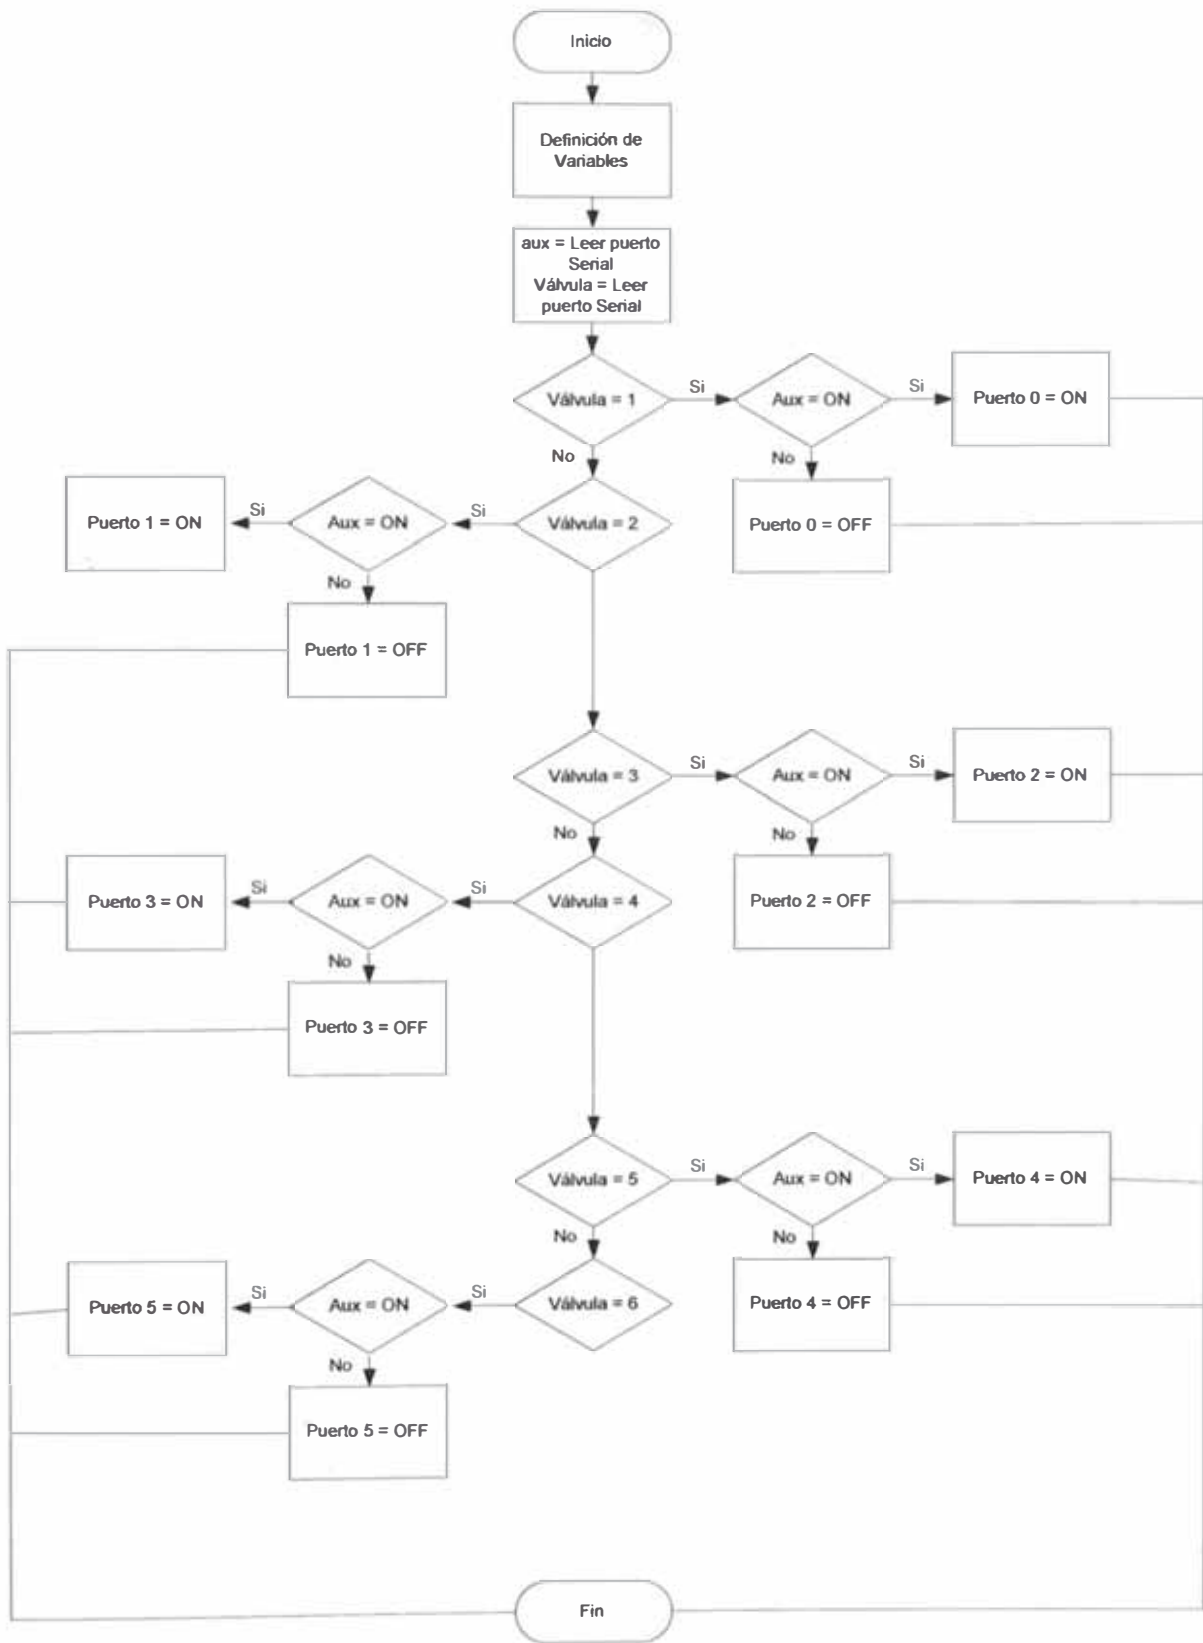 Inicio
Definición de
Variables
aux = Leer puerto
Serial
Válvula = Leer
puerto Serial
Válvula = 1
Si
Aux = ON
Si
Puerto 0 = ON
No
No
Puerto 0 = OFF
Válvula = 2
Si
Aux = ON
Si
Puerto 1 = ON
No
Puerto 1 = OFF
Válvula = 3
Si
Aux = ON
Si
Puerto 2 = ON
No
No
Puerto 2 = OFF
Válvula = 4
Si
Aux = ON
Si
Puerto 3 = ON
No
Puerto 3 = OFF
Válvula = 5
Si
Aux = ON
Si
Puerto 4 = ON
No
No
Puerto 4 = OFF
Válvula = 6
Si
Aux = ON
Si
Puerto 5 = ON
No
Puerto 5 = OFF
Fin